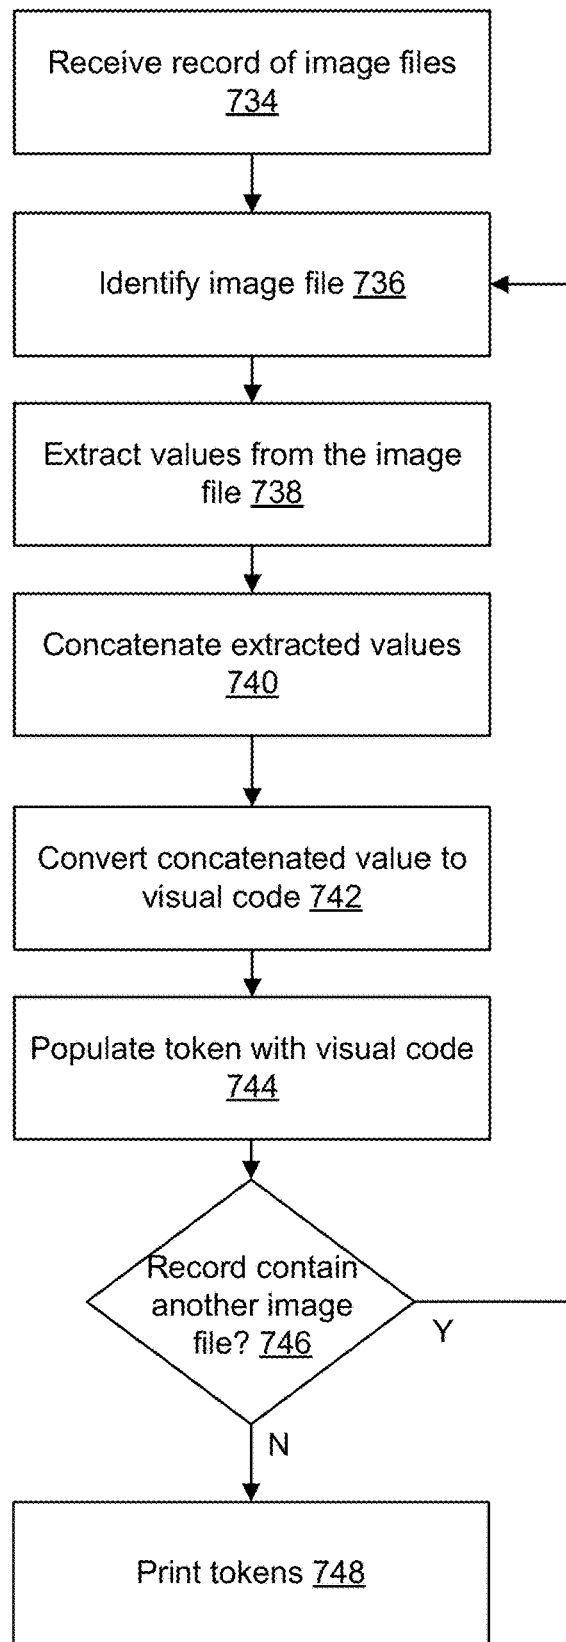 Receive record of image files
734
Identify image file 736
Extract values from the image
file 738
Concatenate extracted values
740
Convert concatenated value to
visual code 742
Populate token with visual code
744
Record contain
another image
file? 746
Y
N
Print tokens 748